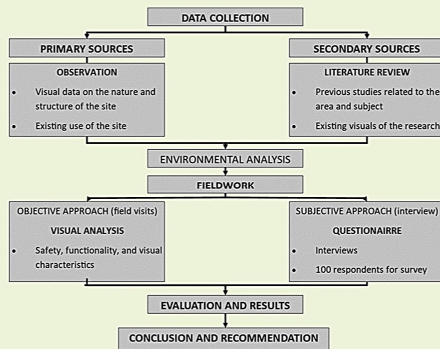 DATA COLLECTION
PRIMARY SOURCES
SECONDARY SOURCES
OBSERVATION
• Visual data on the nature and
structure of the site
• Existing use of the site
LITERATURE REVIEW
• Previous studies related to the
area and subject
• Existing visuals of the research
ENVIRONMENTAL ANALYSIS
FIELDWORK
OBJECTIVE APPROACH (field visits)
VISUAL ANALYSIS
• Safety, functionality, and visual
characteristics
SUBJECTIVE APPROACH (interview)
QUESTIONAIRRE
• Interviews
• 100 respondents for survey
EVALUATION AND RESULTS
CONCLUSION AND RECOMMENDATION